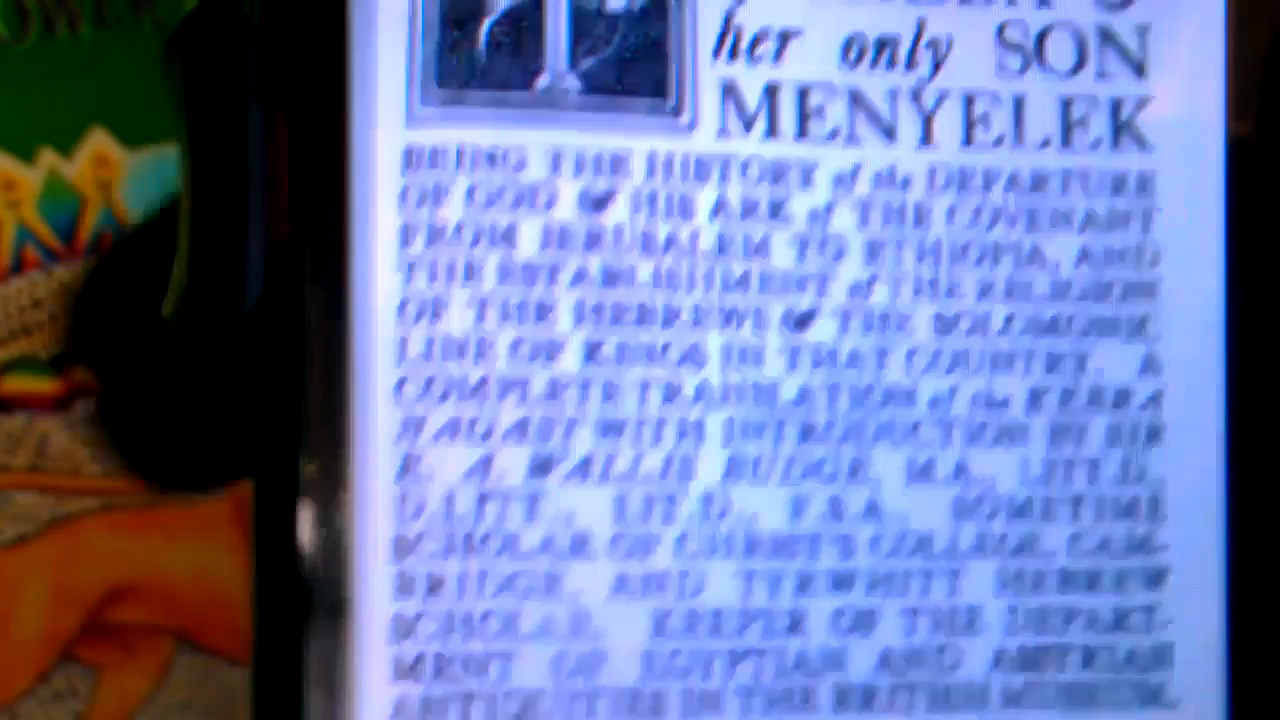 her only SON
MENYELEK
BEING THE HISTORY of the DEPARTURE
OF GOD & HIS ARK of THE COVENANT
FROM JERUSALEM TO ETHIOPIA, AND
THE ESTABLISHMENT of THE RELIGION
OF THE HEBREWS & THE SOLOMONIC
LINE OF KINGS IN THAT COUNTRY. A
COMPLETE TRANSLATION of the KEBRA
NAGAST WITH INTRODUCTION BY SIR
E. A. WALLIS BUDGE, M.A., LITT.D.,
D.LITT., LIT.D., F.S.A., SOMETIME
SCHOLAR OF CHRIST'S COLLEGE, CAM-
BRIDGE, AND TYRWHITT HEBREW
SCHOLAR, KEEPER OF THE DEPART-
MENT OF EGYPTIAN AND ASSYRIAN
ANTIQUITIES IN THE BRITISH MUSEUM.